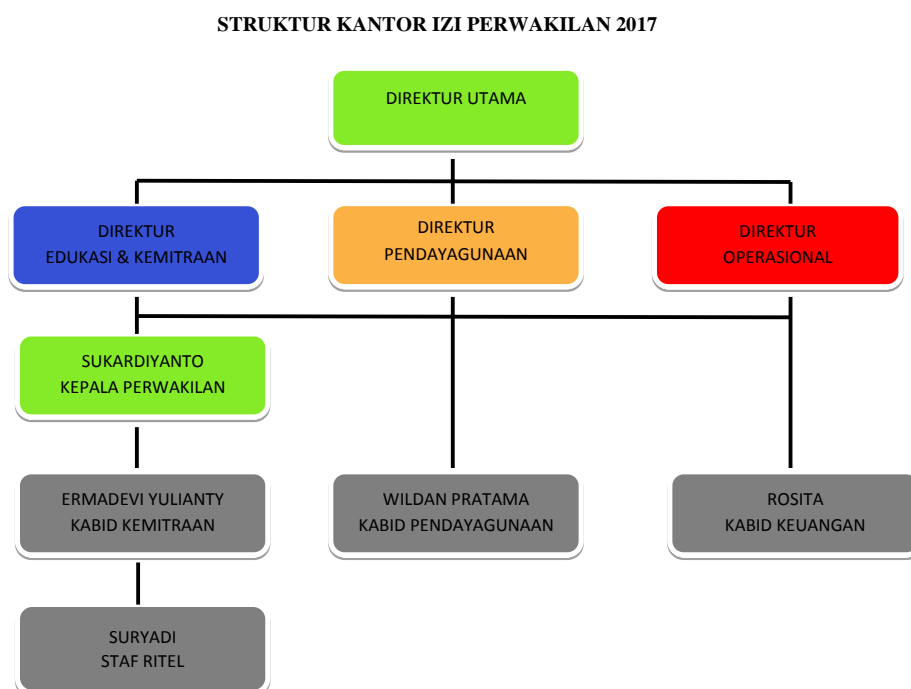 STRUKTUR KANTOR IZI PERWAKILAN 2017
DIREKTUR UTAMA
DIREKTUR
EDUKASI & KEMITRAAN
DIREKTUR
PENDAYAGUNAAN
DIREKTUR
OPERASIONAL
SUKARDIYANTO
KEPALA PERWAKILAN
ERMADEVI YULIANTY
KABID KEMITRAAN
WILDAN PRATAMA
KABID PENDAYAGUNAAN
ROSITA
KABID KEUANGAN
SURYADI
STAF RITEL